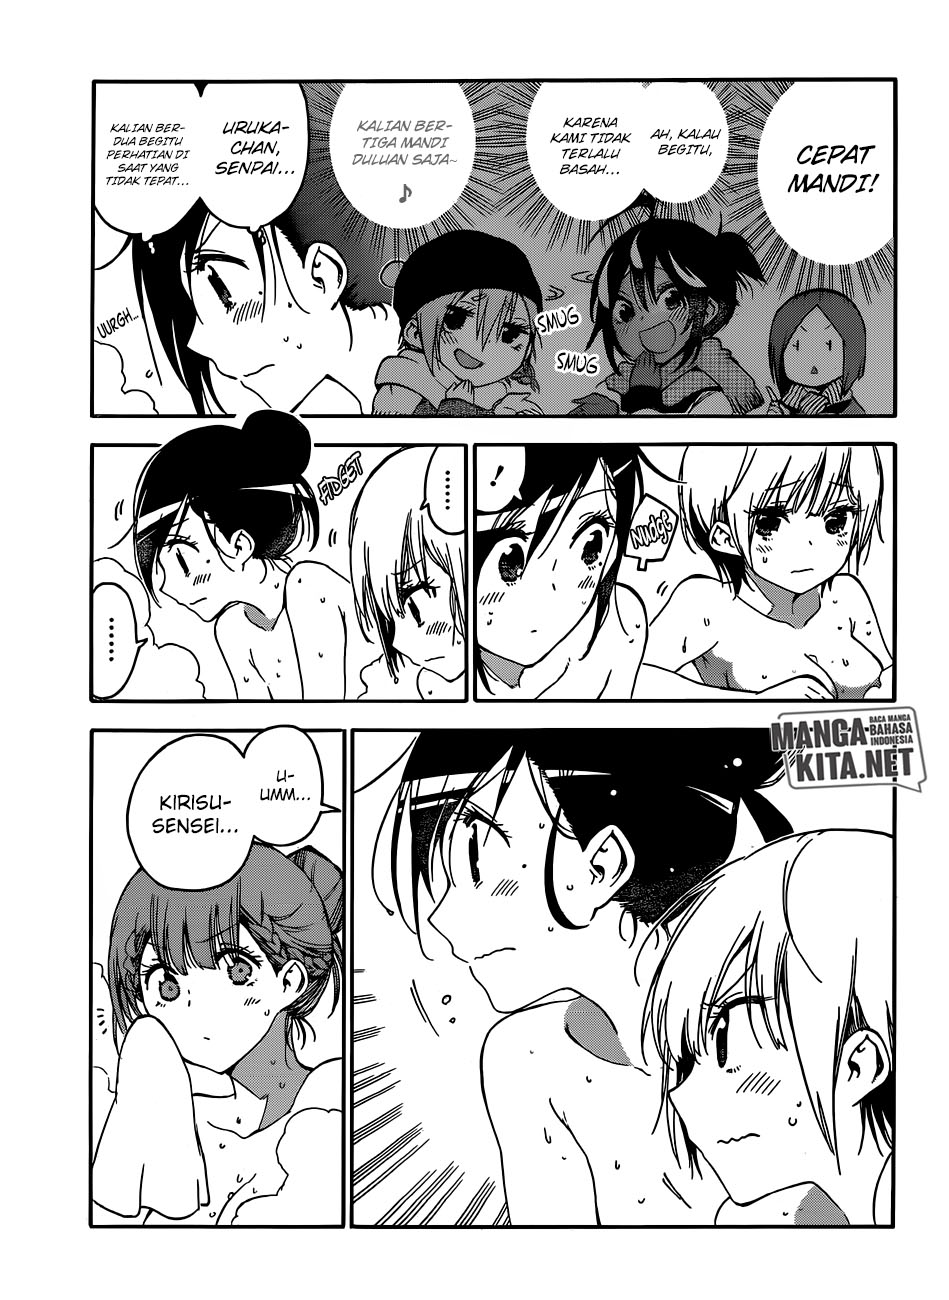 CEPAT
MANDI!
AH, KALAU
BEGITU,
KARENA
KAMI TIDAK
TERLALU
BASAH...
KALIAN BER-
TIGA MANDI
DULUAN SAJA~
♪
SMUG
SMUG
URUKA-
CHAN,
SENPAI...
KALIAN BER-
DUA BEGITU
PERHATIAN DI
SAAT YANG
TIDAK TEPAT...
UURGH...
Nudge
!
........
FIDGET
........
MANGA-
KITA.NET
BACA MANGA
BAHASA
INDONESIA
U-
UMM...
KIRISU-
SENSEI...